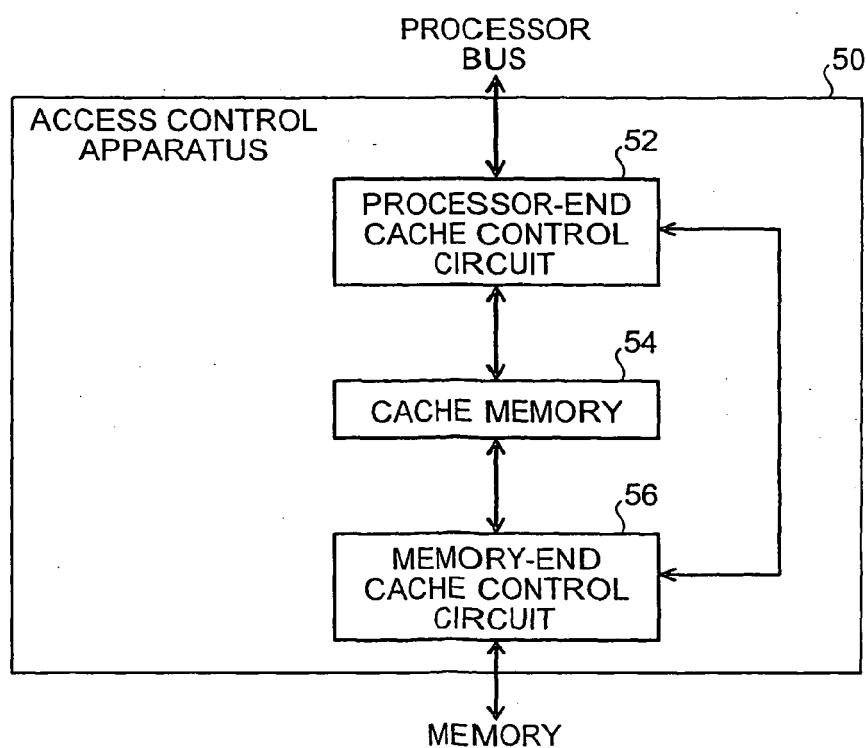 PROCESSOR
BUS
50
ACCESS CONTROL
APPARATUS
52
PROCESSOR-END
CACHE CONTROL
CIRCUIT
54
CACHE MEMORY
56
MEMORY-END
CACHE CONTROL
CIRCUIT
MEMORY